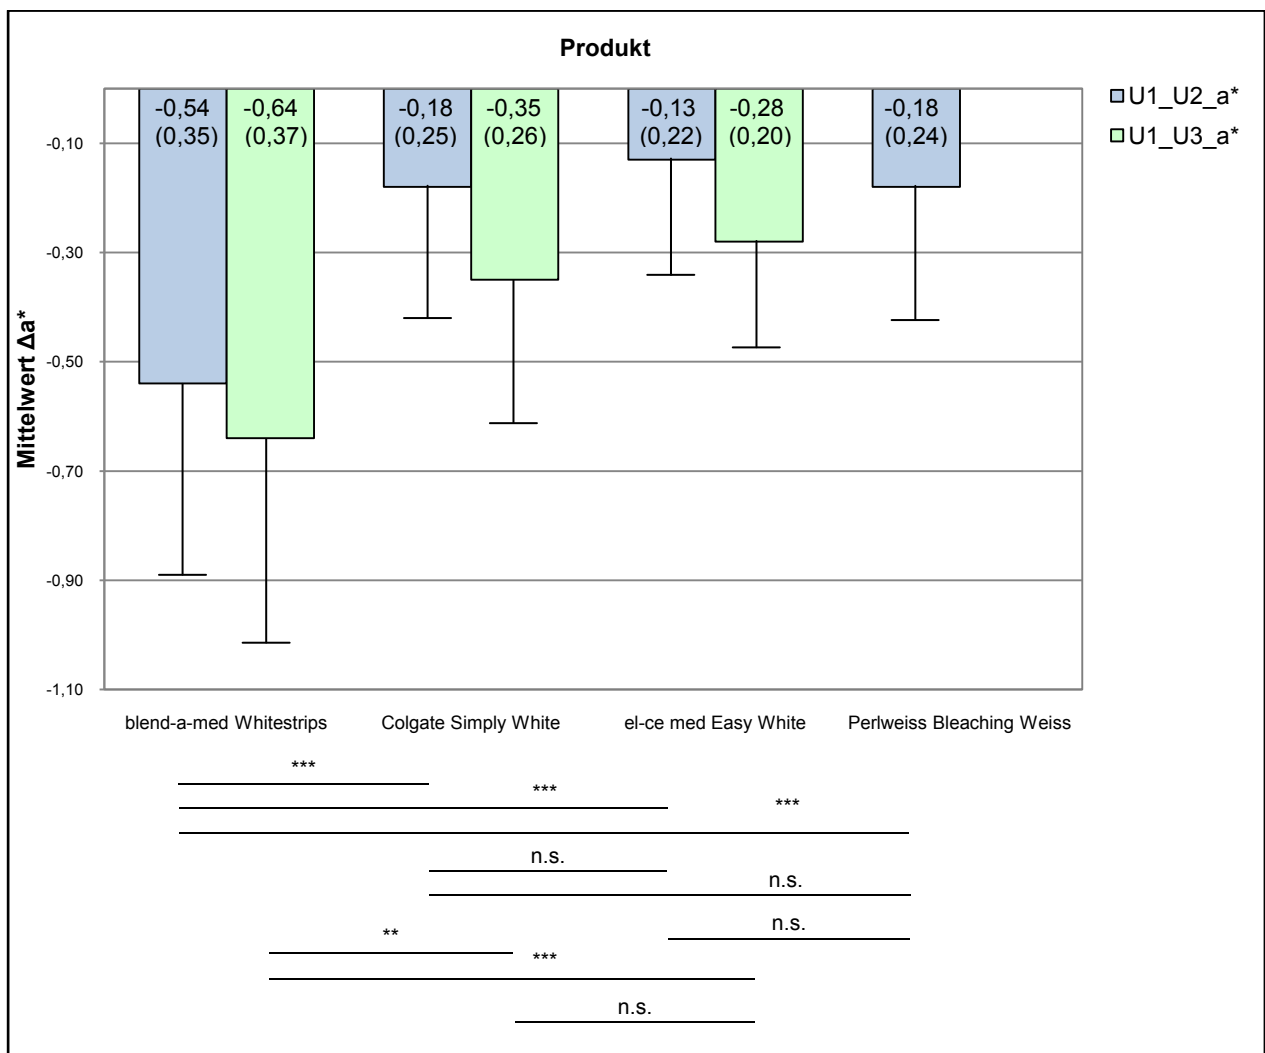 Produkt
-0,54 -0,64 -0,18 -0,35 -0,13 -0,28 -0,18
(0,35) (0,37) (0,25) (0,26) (0,22) (0,20) (0,24)
U1_U2_a*
U1_U3_a*
Mittelwert Δa*
-0,10
-0,30
-0,50
-0,70
-0,90
-1,10
blend-a-med Whitestrips Colgate Simply White el-ce med Easy White Perlweiss Bleaching Weiss
***
***
***
n.s.
n.s.
n.s.
**
***
n.s.